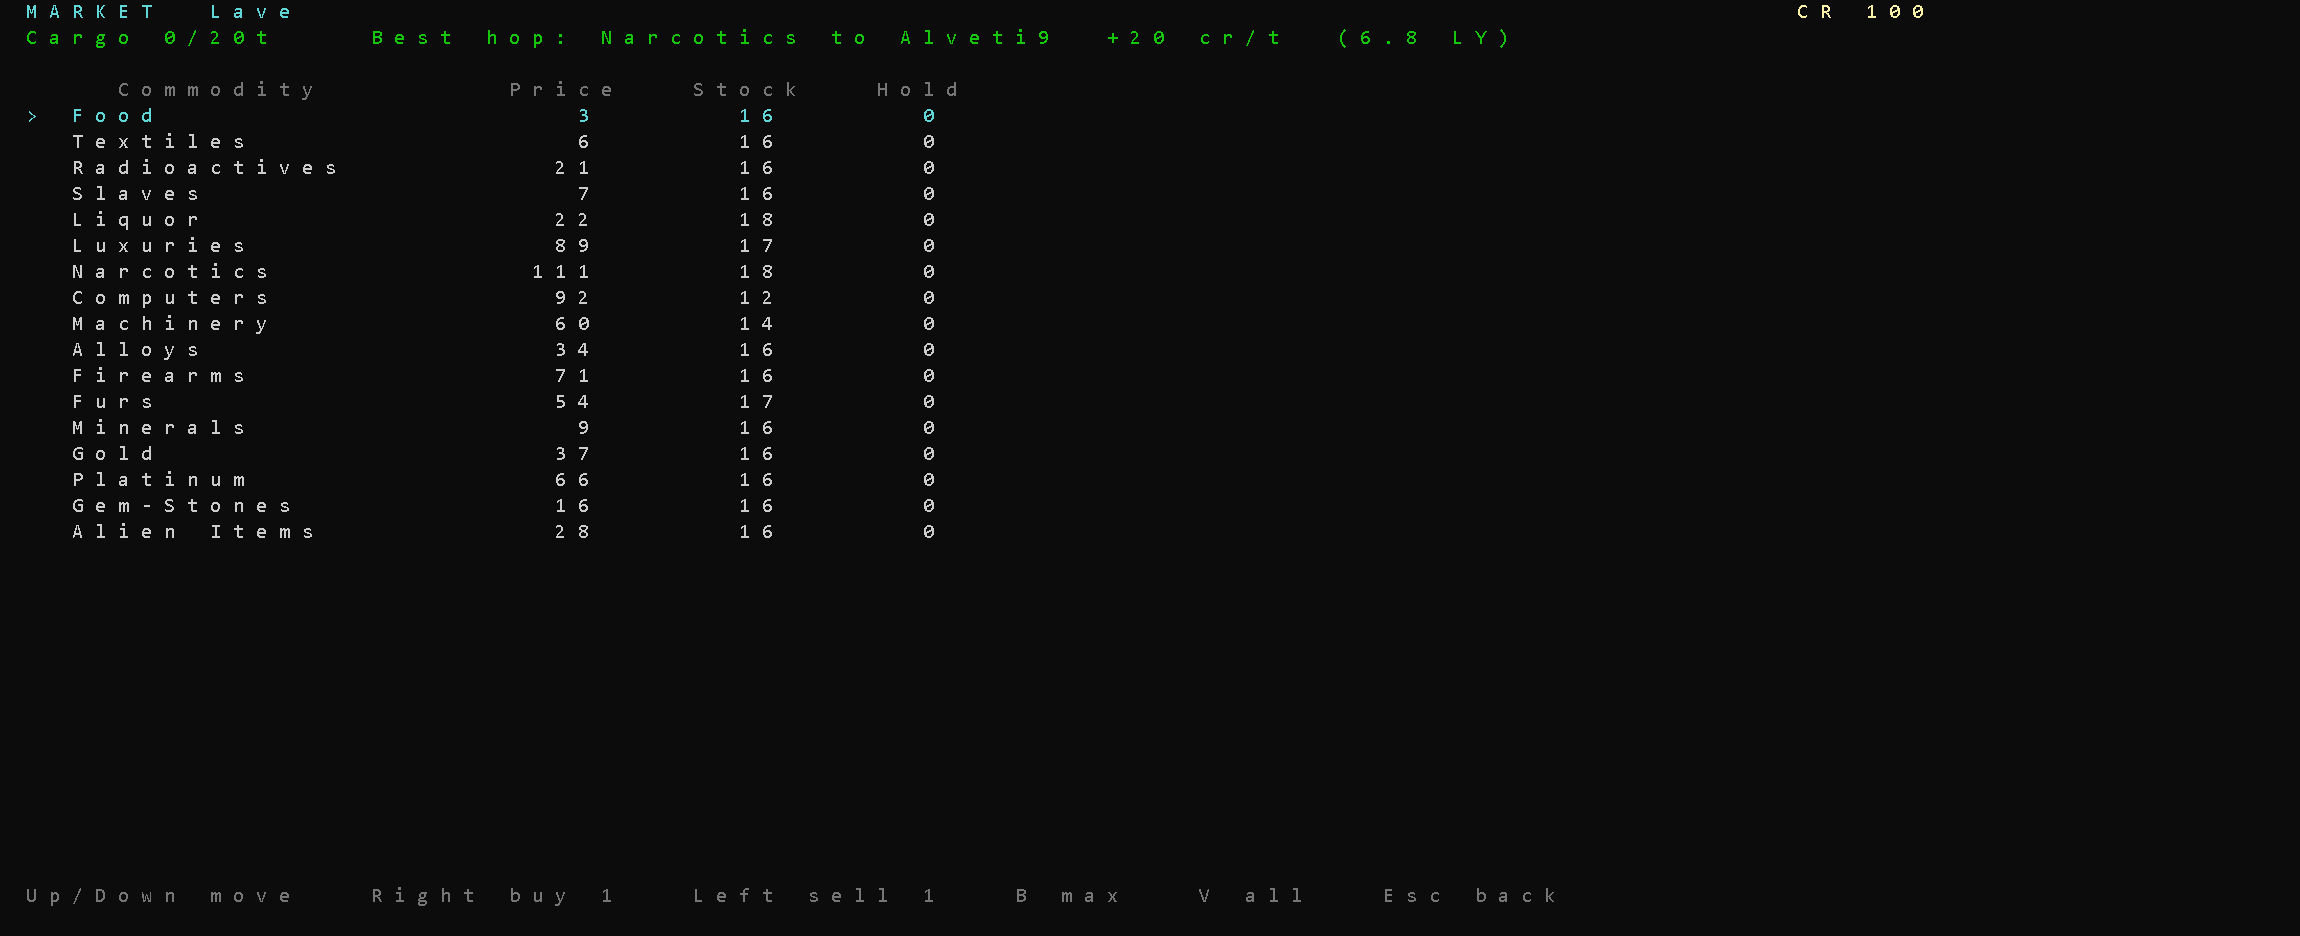 MARKET Lave CR 100
Cargo 0/20t Best hop: Narcotics to Alveti9 +20 cr/t (6.8 LY)
Commodity Price Stock Hold
> Food 3 16 0
Textiles 6 16 0
Radioactives 21 16 0
Slaves 7 16 0
Liquor 22 18 0
Luxuries 89 17 0
Narcotics 111 18 0
Computers 92 12 0
Machinery 60 14 0
Alloys 34 16 0
Firearms 71 16 0
Furs 54 17 0
Minerals 9 16 0
Gold 37 16 0
Platinum 66 16 0
Gem-Stones 16 16 0
Alien Items 28 16 0
Up/Down move Right buy 1 Left sell 1 B max V all Esc back